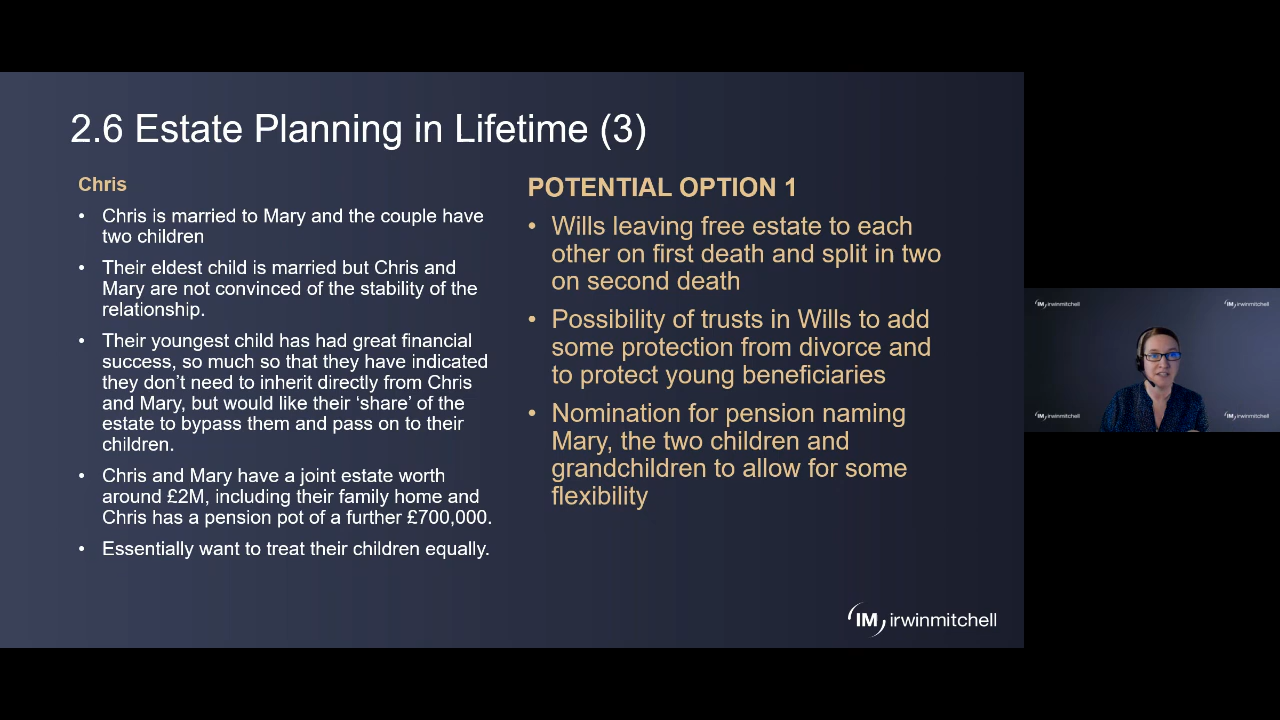 2.6 Estate Planning in Lifetime (3)
Chris
• Chris is married to Mary and the couple have
two children
• Their eldest child is married but Chris and
Mary are not convinced of the stability of the
relationship.
• Their youngest child has had great financial
success, so much so that they have indicated
they don’t need to inherit directly from Chris
and Mary, but would like their ‘share’ of the
estate to bypass them and pass on to their
children.
• Chris and Mary have a joint estate worth
around £2M, including their family home and
Chris has a pension pot of a further £700,000.
• Essentially want to treat their children equally.
POTENTIAL OPTION 1
• Wills leaving free estate to each
other on first death and split in two
on second death
• Possibility of trusts in Wills to add
some protection from divorce and
to protect young beneficiaries
• Nomination for pension naming
Mary, the two children and
grandchildren to allow for some
flexibility
IM irwinmitchell
IM irwinmitchell
IM irwinmitchell
IM irwinmitchell
IM irwinmitchell